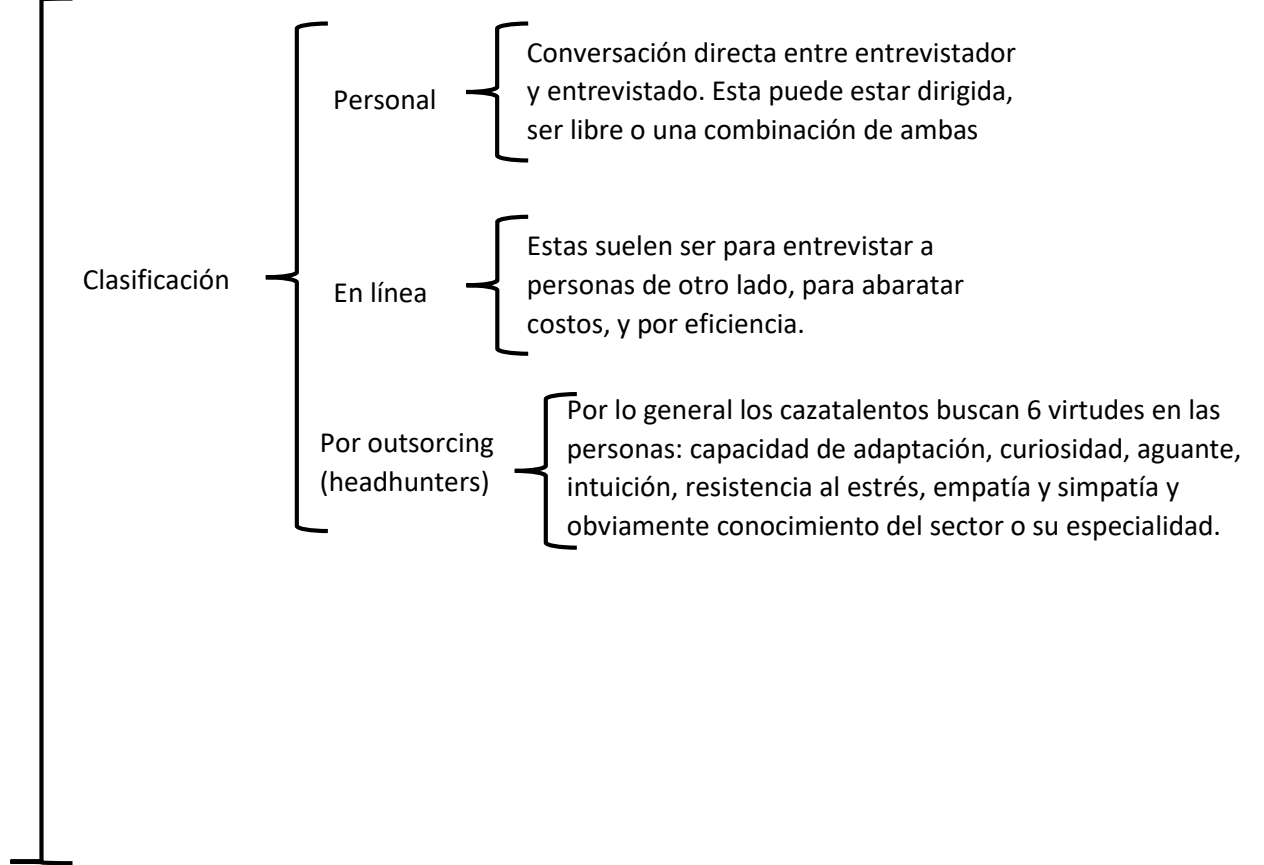 Clasificación
Personal
Conversación directa entre entrevistador
y entrevistado. Esta puede estar dirigida,
ser libre o una combinación de ambas
En línea
Estas suelen ser para entrevistar a
personas de otro lado, para abaratar
costos, y por eficiencia.
Por outsorcing
(headhunters)
Por lo general los cazatalentos buscan 6 virtudes en las
personas: capacidad de adaptación, curiosidad, aguante,
intuición, resistencia al estrés, empatía y simpatía y
obviamente conocimiento del sector o su especialidad.